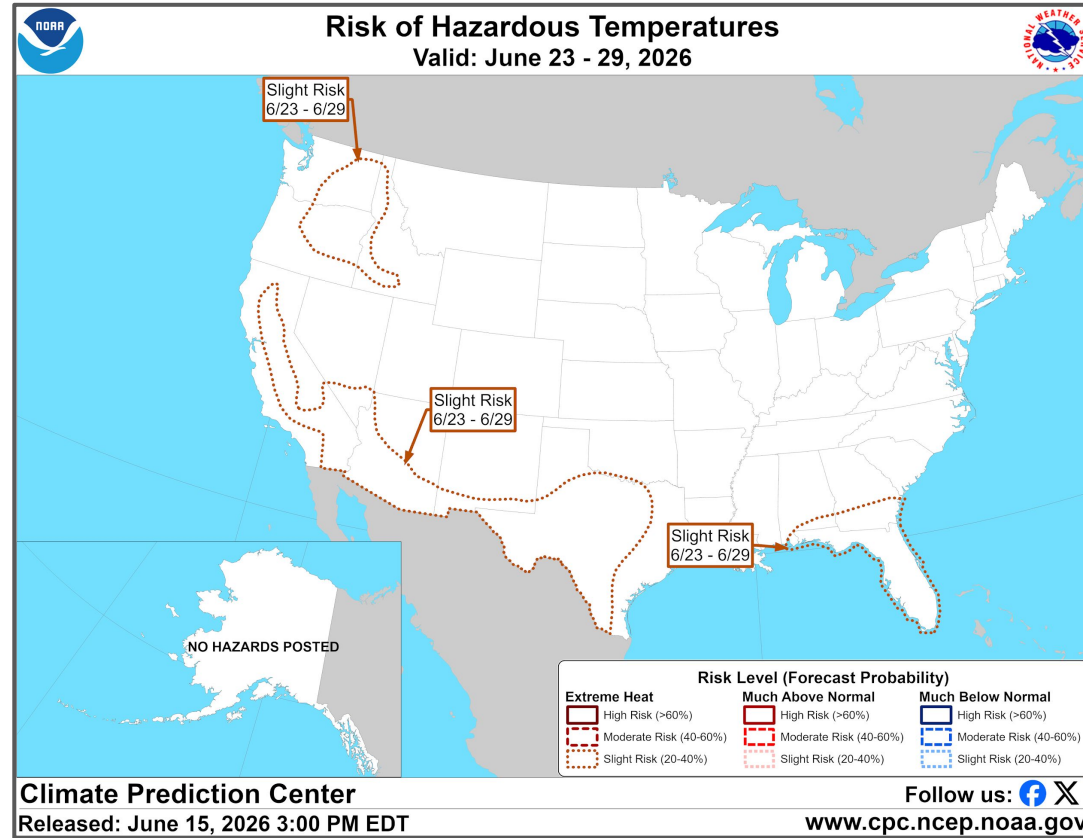 NOAA
Risk of Hazardous Temperatures
Valid: June 23 - 29, 2026
NATIONAL WEATHER SERVICE
Slight Risk
6/23 - 6/29
Slight Risk
6/23 - 6/29
Slight Risk
6/23 - 6/29
NO HAZARDS POSTED
Risk Level (Forecast Probability)
Extreme Heat
High Risk (>60%)
Moderate Risk (40-60%)
Slight Risk (20-40%)
Much Above Normal
High Risk (>60%)
Moderate Risk (40-60%)
Slight Risk (20-40%)
Much Below Normal
High Risk (>60%)
Moderate Risk (40-60%)
Slight Risk (20-40%)
Climate Prediction Center
Follow us:
Released: June 15, 2026 3:00 PM EDT
www.cpc.ncep.noaa.gov